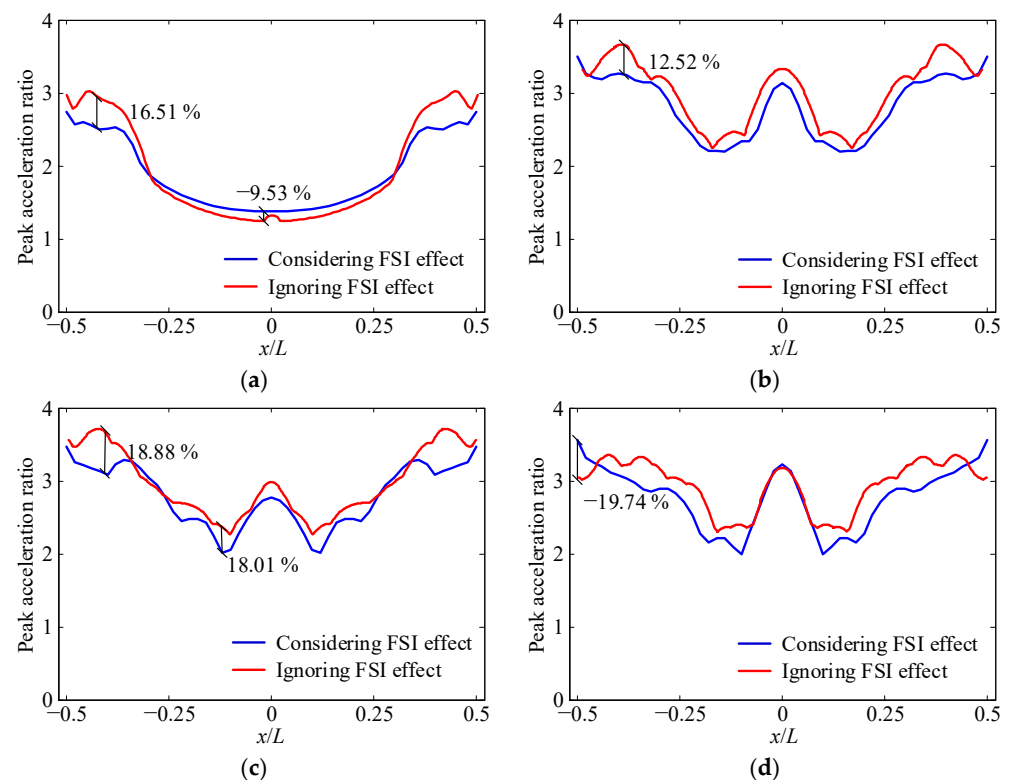 4
3
2
1
0
Peak acceleration ratio
16.51 %
−9.53 %
Considering FSI effect
Ignoring FSI effect
−0.5 −0.25 0 0.25 0.5
x/L
(a)
4
3
2
1
0
Peak acceleration ratio
12.52 %
Considering FSI effect
Ignoring FSI effect
−0.5 −0.25 0 0.25 0.5
x/L
(b)
4
3
2
1
0
Peak acceleration ratio
18.88 %
18.01 %
Considering FSI effect
Ignoring FSI effect
−0.5 −0.25 0 0.25 0.5
x/L
(c)
4
3
2
1
0
Peak acceleration ratio
−19.74 %
Considering FSI effect
Ignoring FSI effect
−0.5 −0.25 0 0.25 0.5
x/L
(d)